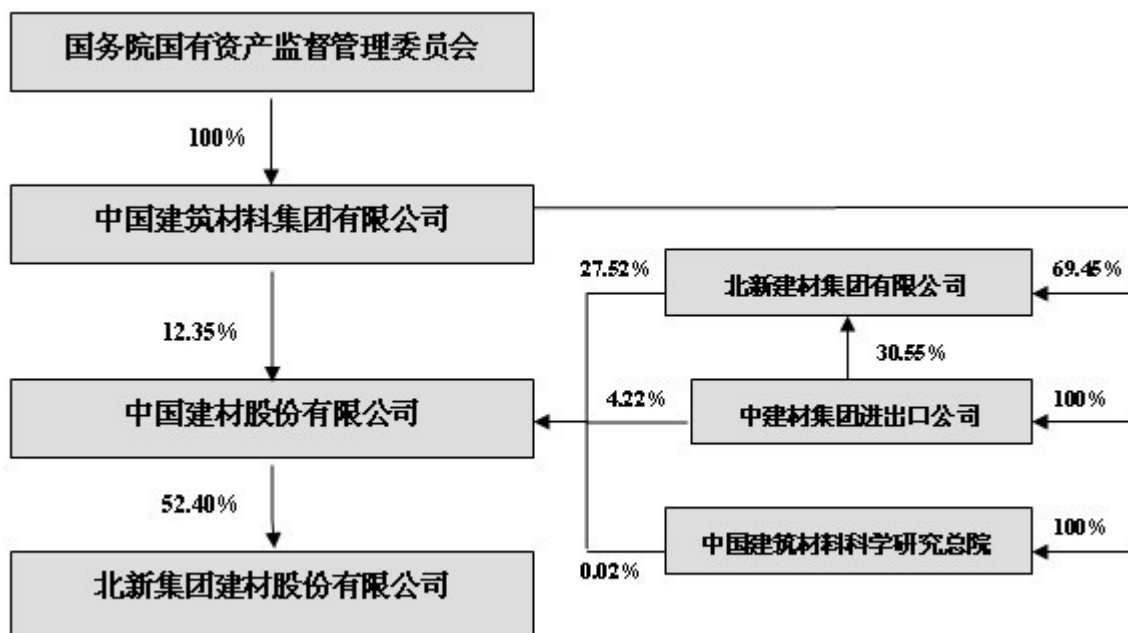 国务院国有资产监督管理委员会
100%
中国建筑材料集团有限公司
27.52%
北新建材集团有限公司
69.45%
12.35%
30.55%
中国建材股份有限公司
4.22%
中建材集团进出口公司
100%
52.40%
中国建筑材料科学研究总院
100%
0.02%
北新集团建材股份有限公司